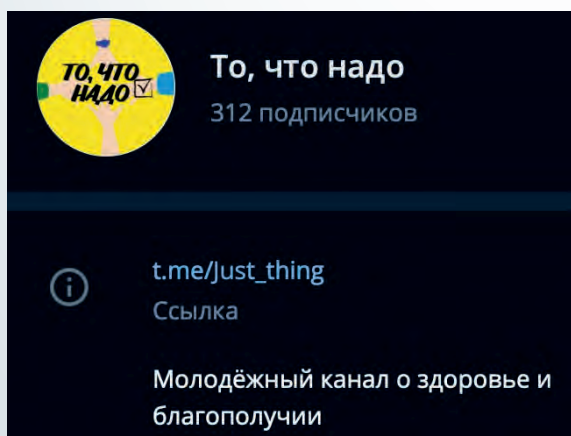 ТО, ЧТО
НАДО
То, что надо
312 подписчиков
t.me/Just_thing
Ссылка
Молодёжный канал о здоровье и
благополучии